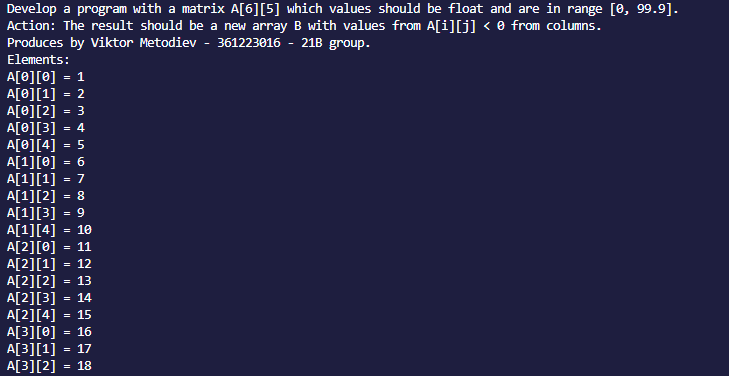 Develop a program with a matrix A[6][5] which values should be float and are in range [0, 99.9].
Action: The result should be a new array B with values from A[i][j] < 0 from columns.
Produces by Viktor Metodiev - 361223016 - 21B group.
Elements:
A[0][0] = 1
A[0][1] = 2
A[0][2] = 3
A[0][3] = 4
A[0][4] = 5
A[1][0] = 6
A[1][1] = 7
A[1][2] = 8
A[1][3] = 9
A[1][4] = 10
A[2][0] = 11
A[2][1] = 12
A[2][2] = 13
A[2][3] = 14
A[2][4] = 15
A[3][0] = 16
A[3][1] = 17
A[3][2] = 18